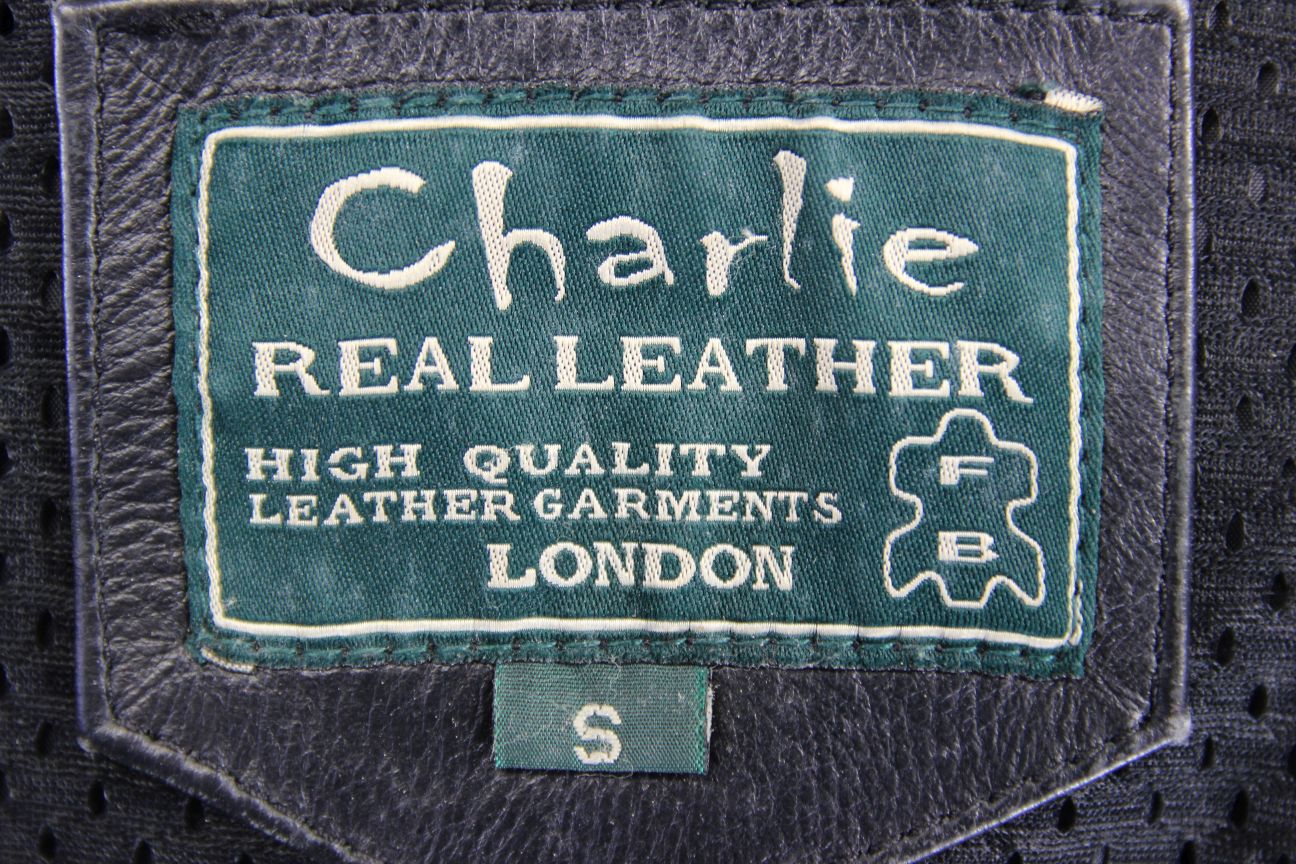 Charlie
REAL LEATHER
HIGH QUALITY
LEATHER GARMENTS
LONDON
F
B
S